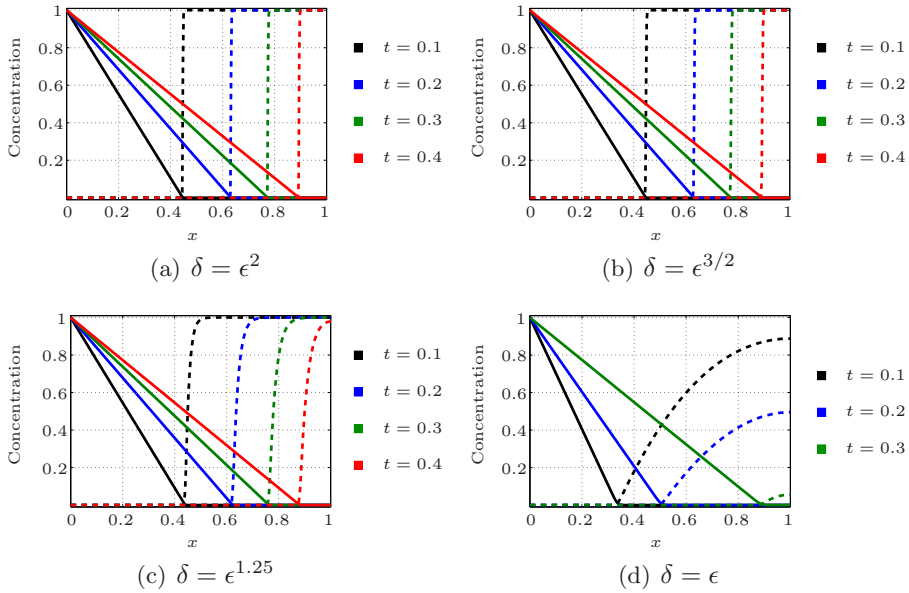 Concentration
1
0.8
0.6
0.4
0.2
0 0.2 0.4 0.6 0.8 1
x
t = 0.1
t = 0.2
t = 0.3
t = 0.4
(a) δ = ϵ²
Concentration
1
0.8
0.6
0.4
0.2
0 0.2 0.4 0.6 0.8 1
x
t = 0.1
t = 0.2
t = 0.3
t = 0.4
(b) δ = ϵ^{3/2}
Concentration
1
0.8
0.6
0.4
0.2
0 0.2 0.4 0.6 0.8 1
x
t = 0.1
t = 0.2
t = 0.3
t = 0.4
(c) δ = ϵ^{1.25}
Concentration
1
0.8
0.6
0.4
0.2
0 0.2 0.4 0.6 0.8 1
x
t = 0.1
t = 0.2
t = 0.3
(d) δ = ϵ